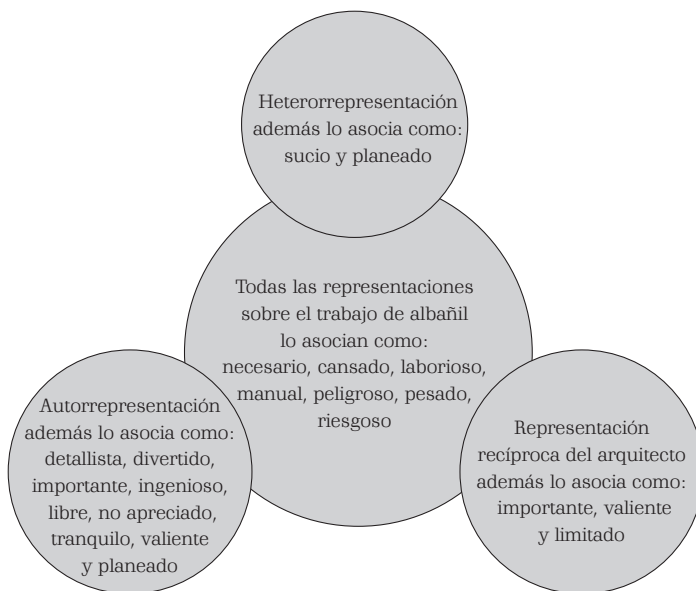 Heterorrepresentación
además lo asocia como:
sucio y planeado
Todas las representaciones
sobre el trabajo de albañil
lo asocian como:
necesario, cansado, laborioso,
manual, peligroso, pesado,
riesgoso
Autorrepresentación
además lo asocia como:
detallista, divertido,
importante, ingenioso,
libre, no apreciado,
tranquilo, valiente
y planeado
Representación
recíproca del arquitecto
además lo asocia como:
importante, valiente
y limitado